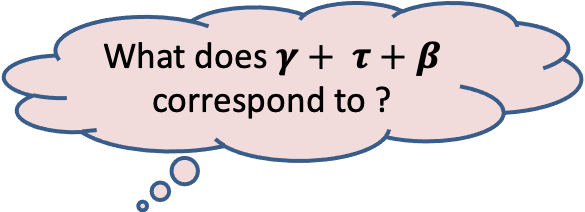 What does γ + τ + β
correspond to ?